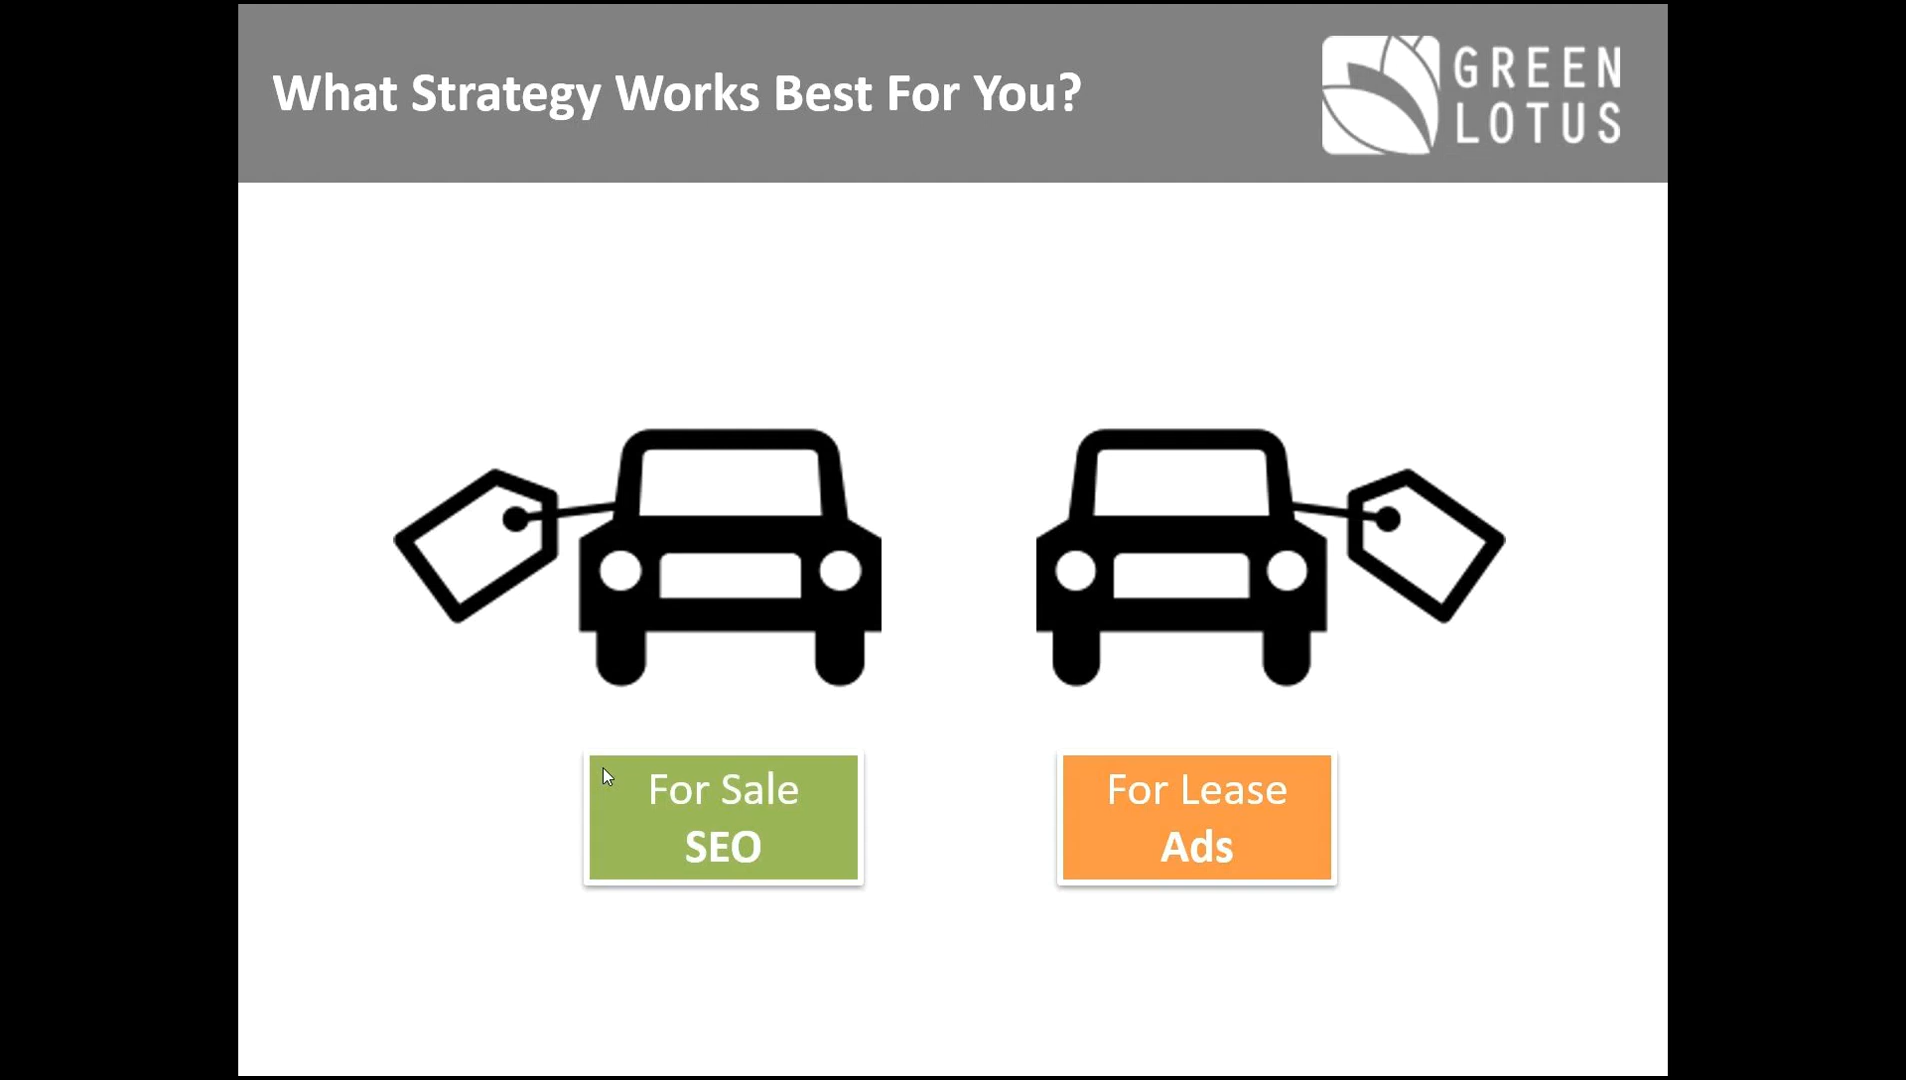 What Strategy Works Best For You?
GREEN
LOTUS
For Sale
SEO
For Lease
Ads